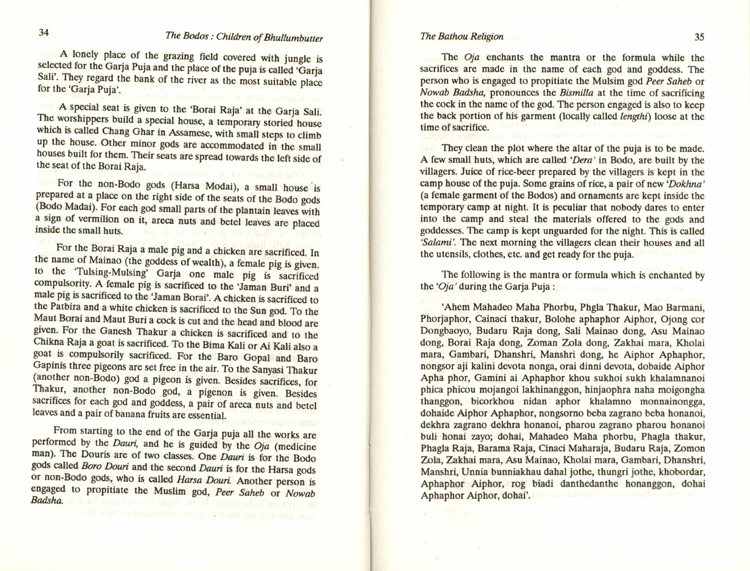 34
The Bodos : Children of Bhullumbutter
A lonely place of the grazing field covered with jungle is
selected for the Garja Puja and the place of the puja is called 'Garja
Sali'. They regard the bank of the river as the most suitable place
for the 'Garja Puja'.
A special seat is given to the 'Borai Raja' at the Garja Sali.
The worshippers build a special house, a temporary storied house
which is called Chang Ghar in Assamese, with small steps to climb
up the house. Other minor gods are accommodated in the small
houses built for them. Their seats are spread towards the left side of
the seat of the Borai Raja.
For the non-Bodo gods (Harsa Modai), a small house is
prepared at a place on the right side of the seats of the Bodo gods
(Bodo Madai). For each god small parts of the plantain leaves with
a sign of vermilion on it, areca nuts and betel leaves are placed
inside the small huts.
For the Borai Raja a male pig and a chicken are sacrificed. In
the name of Mainao (the goddess of wealth), a female pig is given.
to the 'Tulsing-Mulsing' Garja one male pig is sacrificed
compulsority. A female pig is sacrificed to the 'Jaman Buri' and a
male pig is sacrificed to the 'Jaman Borai'. A chicken is sacrificed to
the Patbira and a white chicken is sacrificed to the Sun god. To the
Maut Borai and Maut Buri a cock is cut and the head and blood are
given. For the Ganesh Thakur a chicken is sacrificed and to the
Chikna Raja a goat is sacrificed. To the Bima Kali or Ai Kali also a
goat is compulsorily sacrificed. For the Baro Gopal and Baro
Gapinis three pigeons are set free in the air. To the Sanyasi Thakur
(another non-Bodo) god a pigeon is given. Besides sacrifices, for
Thakur, another non-Bodo god, a pigenon is given. Besides
sacrifices for each god and goddess, a pair of areca nuts and betel
leaves and a pair of banana fruits are essential.
From starting to the end of the Garja puja all the works are
performed by the Dauri, and he is guided by the Oja (medicine
man). The Douris are of two classes. One Dauri is for the Bodo
gods called Boro Douri and the second Dauri is for the Harsa gods
or non-Bodo gods, who is called Harsa Douri. Another person is
engaged to propitiate the Muslim god, Peer Saheb or Nowab
Badsha.
The Bathou Religion
35
The Oja enchants the mantra or the formula while the
sacrifices are made in the name of each god and goddess. The
person who is engaged to propitiate the Mulsim god Peer Saheb or
Nowab Badsha, pronounces the Bismilla at the time of sacrificing
the cock in the name of the god. The person engaged is also to keep
the back portion of his garment (locally called lengthi) loose at the
time of sacrifice.
They clean the plot where the altar of the puja is to be made.
A few small huts, which are called 'Dera' in Bodo, are built by the
villagers. Juice of rice-beer prepared by the villagers is kept in the
camp house of the puja. Some grains of rice, a pair of new 'Dokhna'
(a female garment of the Bodos) and ornaments are kept inside the
temporary camp at night. It is peculiar that nobody dares to enter
into the camp and steal the materials offered to the gods and
goddesses. The camp is kept unguarded for the night. This is called
'Salami'. The next morning the villagers clean their houses and all
the utensils, clothes, etc. and get ready for the puja.
The following is the mantra or formula which is enchanted by
the 'Oja' during the Garja Puja :
'Ahem Mahadeo Maha Phorbu, Phgla Thakur, Mao Barmani,
Phorjaphor, Cainaci thakur, Bolohe aphaphor Aiphor, Ojong cor
Dongbaoyo, Budaru Raja dong, Sali Mainao dong, Asu Mainao
dong, Borai Raja dong, Zoman Zola dong, Zakhai mara, Kholai
mara, Gambari, Dhanshri, Manshri dong, he Aiphor Aphaphor,
nongsor aji kalini devota nonga, orai dinni devota, dobaide Aiphor
Apha phor, Gamini ai Aphaphor khou sukhoi sukh khalamnanoi
phica phicou mojangoi lakhinanggon, hinjaophra naha moigongha
thanggon, bicorkhou nidan aphor khalamno monnainongga,
dohaide Aiphor Aphaphor, nongsorno beba zagrano beba honanoi,
dekhra zagrano dekhra honanoi, pharou zagrano pharou honanoi
buli honai zayo; dohai, Mahadeo Maha phorbu, Phagla thakur,
Phagla Raja, Barama Raja, Cinaci Maharaja, Budaru Raja, Zomon
Zola, Zakhai mara, Asu Mainao, Kholai mara, Gambari, Dhanshri,
Manshri, Unnia bunniakhau dahal jothe, thungri jothe, khobordar,
Aphaphor Aiphor, rog biadi danthedanthe honanggon, dohai
Aphaphor Aiphor, dohai'.